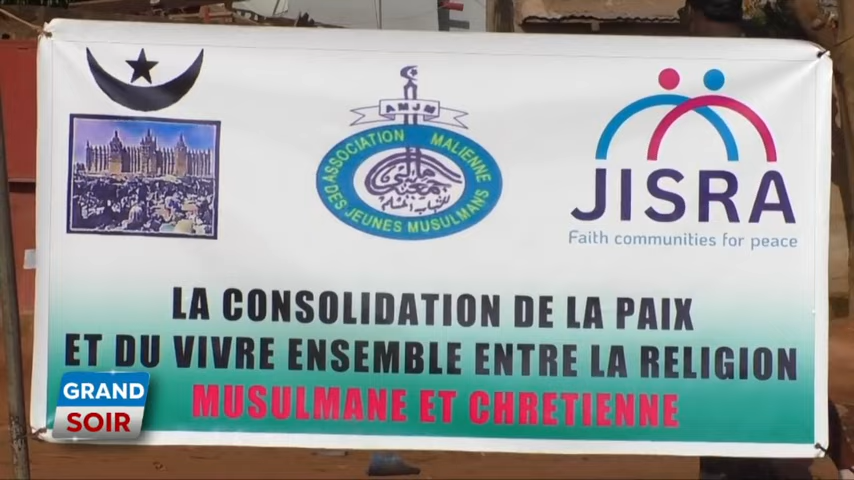 AMJM
ASSOCIATION MALIENNE
DES JEUNES MUSULMANS
JISRA
Faith communities for peace
LA CONSOLIDATION DE LA PAIX
ET DU VIVRE ENSEMBLE ENTRE LA RELIGION
MUSULMANE ET CHRETIENNE
GRAND
SOIR